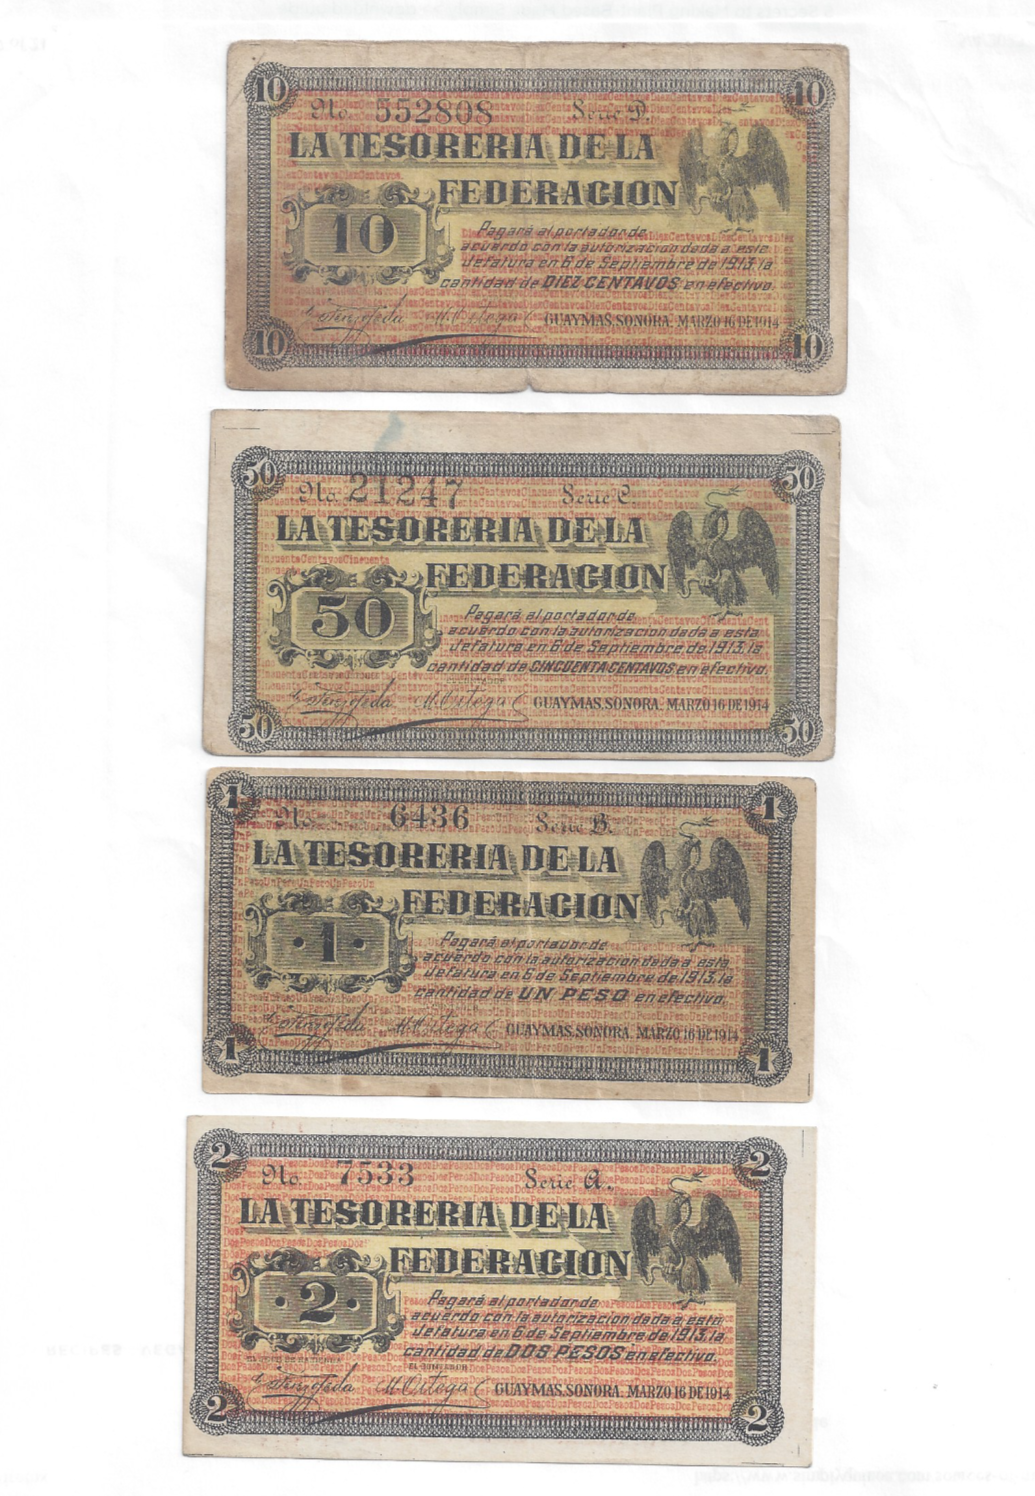 10 10
No. 552808 Serie D.
LA TESORERIA DE LA
FEDERACION
10
Pagará al portador de
acuerdo con la autorización dada a esta
Jefatura en 6 de Septiembre de 1913, la
cantidad de DIEZ CENTAVOS en efectivo.
GUAYMAS, SONORA. MARZO 16 DE 1914
10 10
50 50
No. 21247 Serie C.
LA TESORERIA DE LA
FEDERACION
50
Pagará al portador de
acuerdo con la autorización dada a esta
Jefatura en 6 de Septiembre de 1913, la
cantidad de CINCUENTA CENTAVOS en efectivo.
M. Ortega GUAYMAS, SONORA. MARZO 16 DE 1914
50 50
1 1
No. 6436 Serie B.
LA TESORERIA DE LA
FEDERACION
1
Pagará al portador de
acuerdo con la autorización dada a esta
Jefatura en 6 de Septiembre de 1913, la
cantidad de UN PESO en efectivo.
GUAYMAS, SONORA. MARZO 16 DE 1914
1 1
2 2
No. 7533 Serie A.
LA TESORERIA DE LA
FEDERACION
2
Pagará al portador de
acuerdo con la autorización dada a esta
Jefatura en 6 de Septiembre de 1913, la
cantidad de DOS PESOS en efectivo.
M. Ortega GUAYMAS, SONORA. MARZO 16 DE 1914
2 2